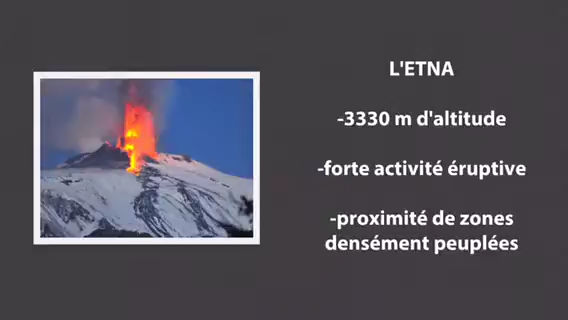 L'ETNA
-3330 m d'altitude
-forte activité éruptive
-proximité de zones
densément peuplées